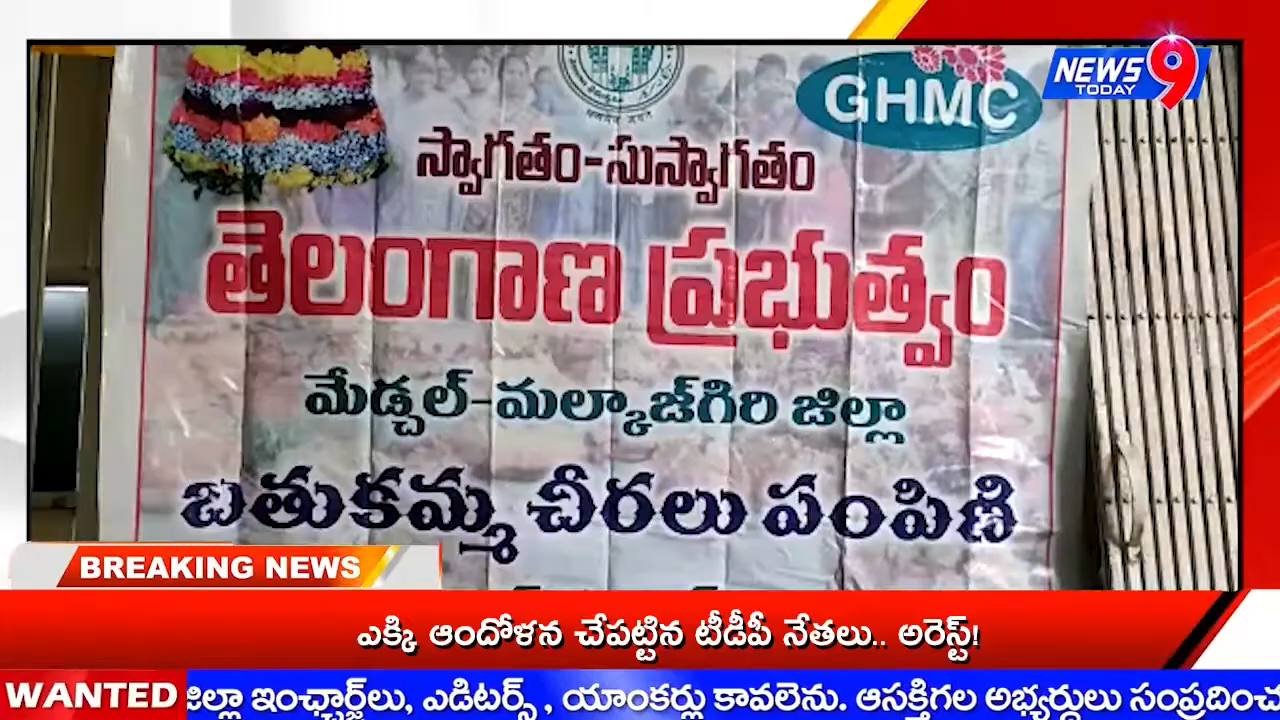 NEWS 9
TODAY
GHMC
స్వాగతం-సుస్వాగతం
తెలంగాణ ప్రభుత్వం
మేడ్చల్-మల్కాజ్‌గిరి జిల్లా
బతుకమ్మ చీరలు పంపిణి
BREAKING NEWS
ఎక్కి ఆందోళన చేపట్టిన టీడీపీ నేతలు.. అరెస్ట్!
WANTED జిల్లా ఇంఛ్చార్జ్‌లు, ఎడిటర్స్ , యాంకర్లు కావలెను. ఆసక్తిగల అభ్యర్దులు సంప్రదించ